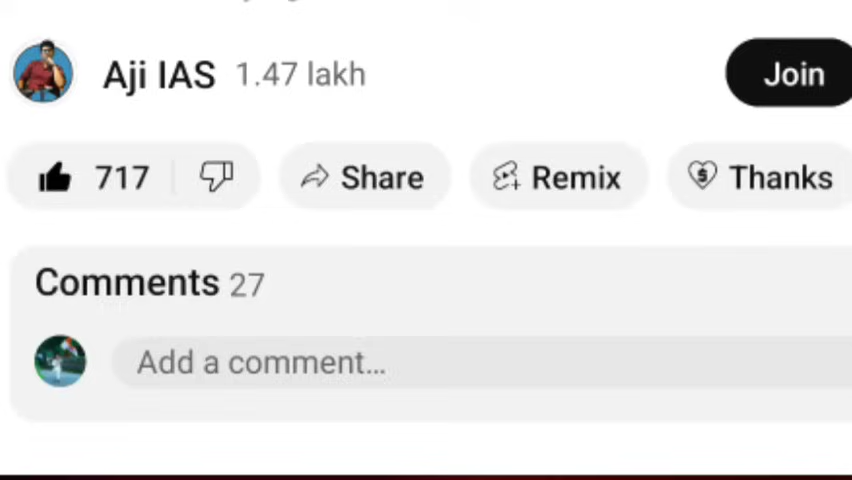 Aji IAS 1.47 lakh Join
717 Share Remix Thanks
Comments 27
Add a comment...